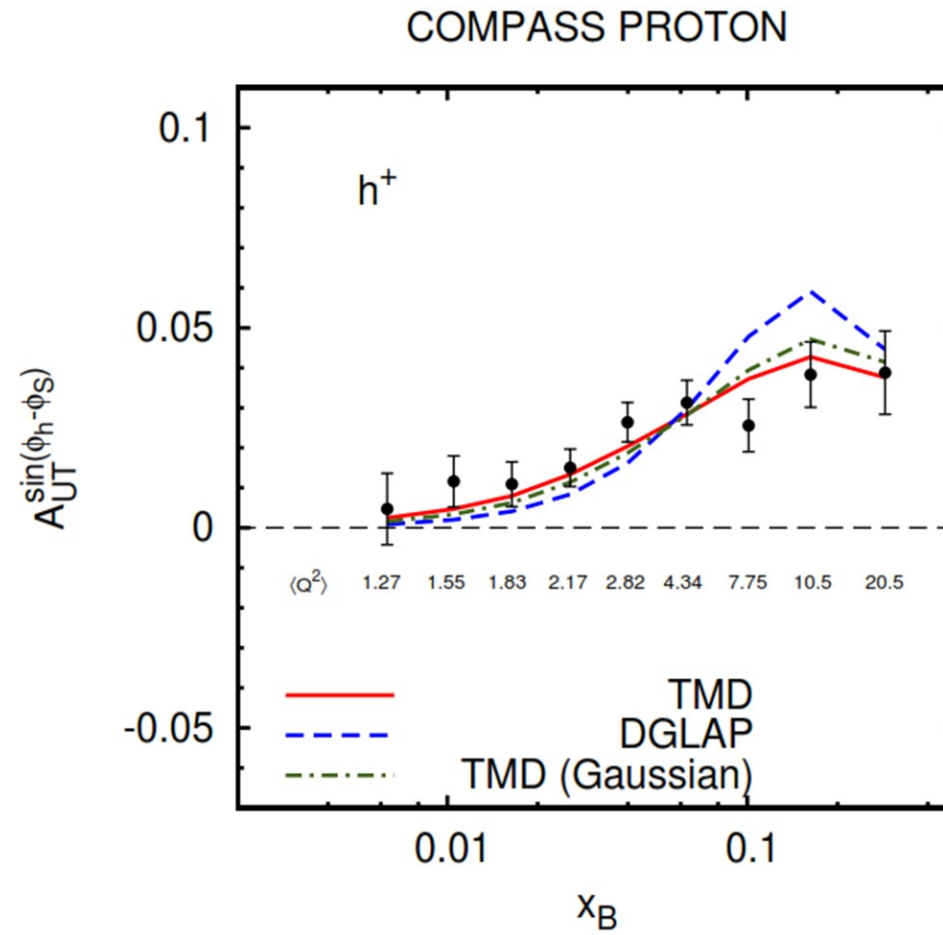 COMPASS PROTON
0.1
h⁺
0.05
A_UT^sin(ϕ_h-ϕ_S)
0
⟨Q²⟩ 1.27 1.55 1.83 2.17 2.82 4.34 7.75 10.5 20.5
TMD
-0.05
DGLAP
TMD (Gaussian)
0.01 0.1
x_B